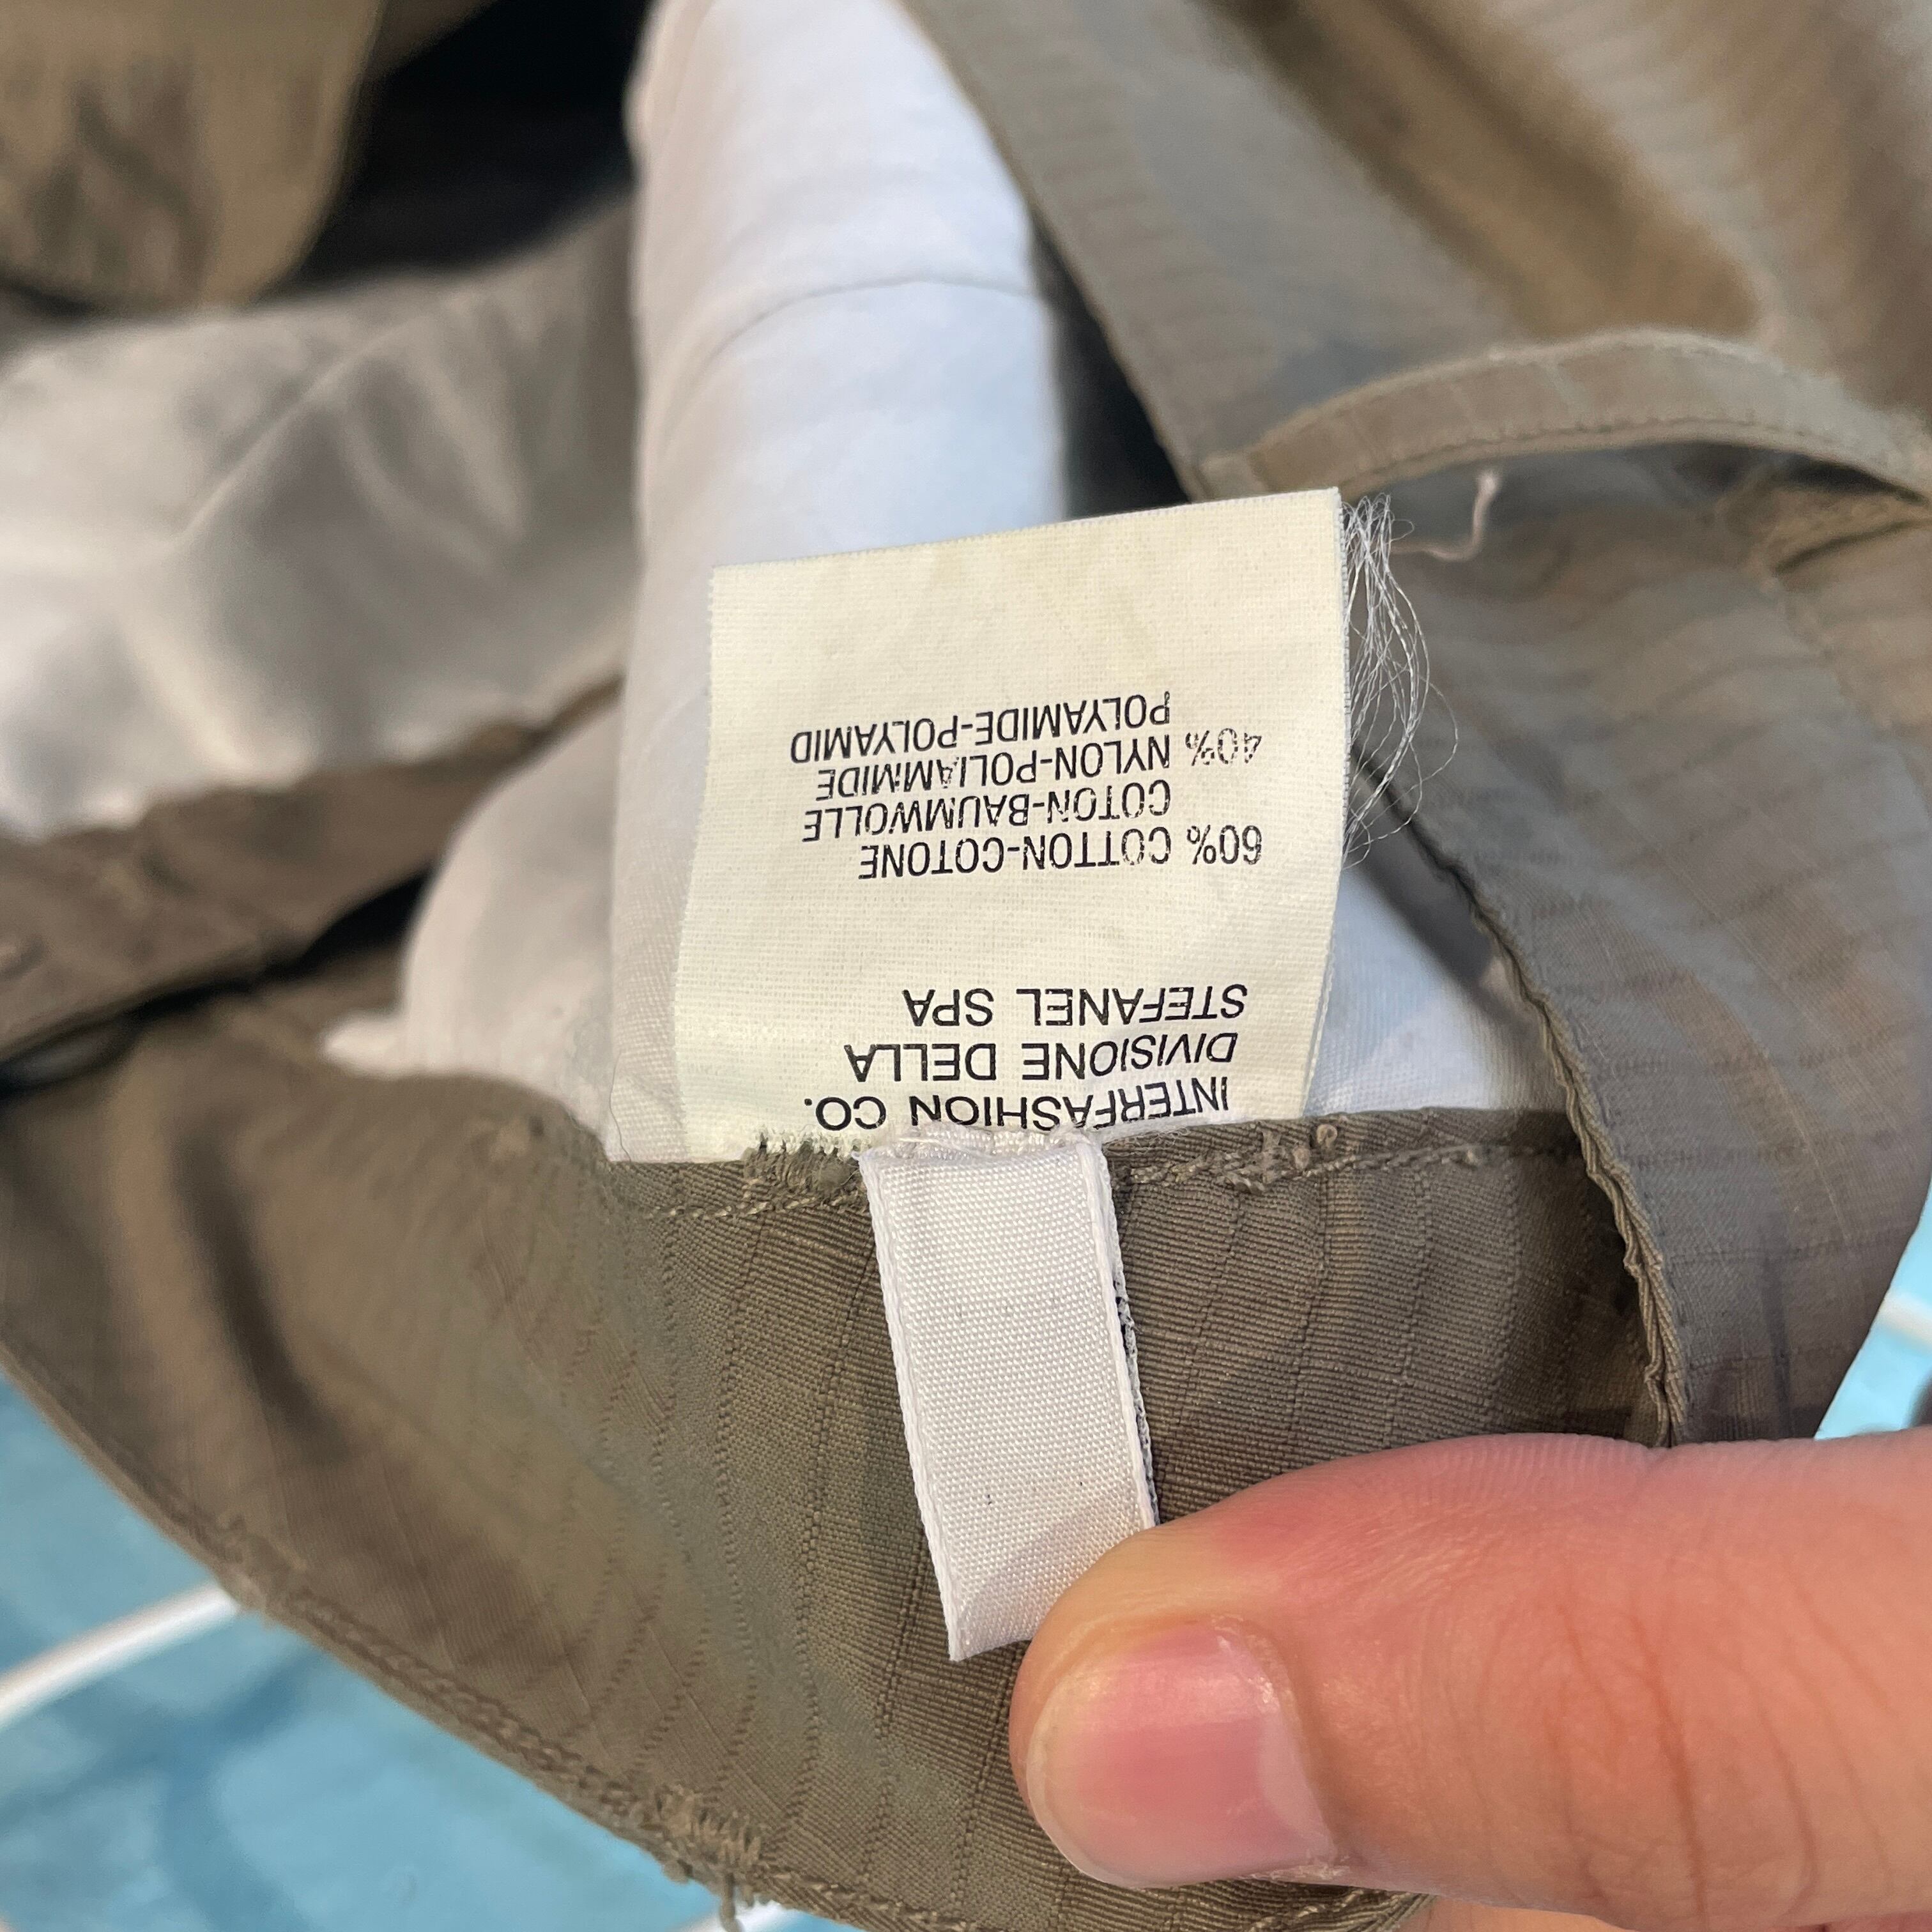 INTERFASHION CO.
DIVISIONE DELLA
STEFANEL SPA
60% COTTON-COTONE
COTON-BAUMWOLLE
40% NYLON-POLIAMMIDE
POLYAMIDE-POLYAMID